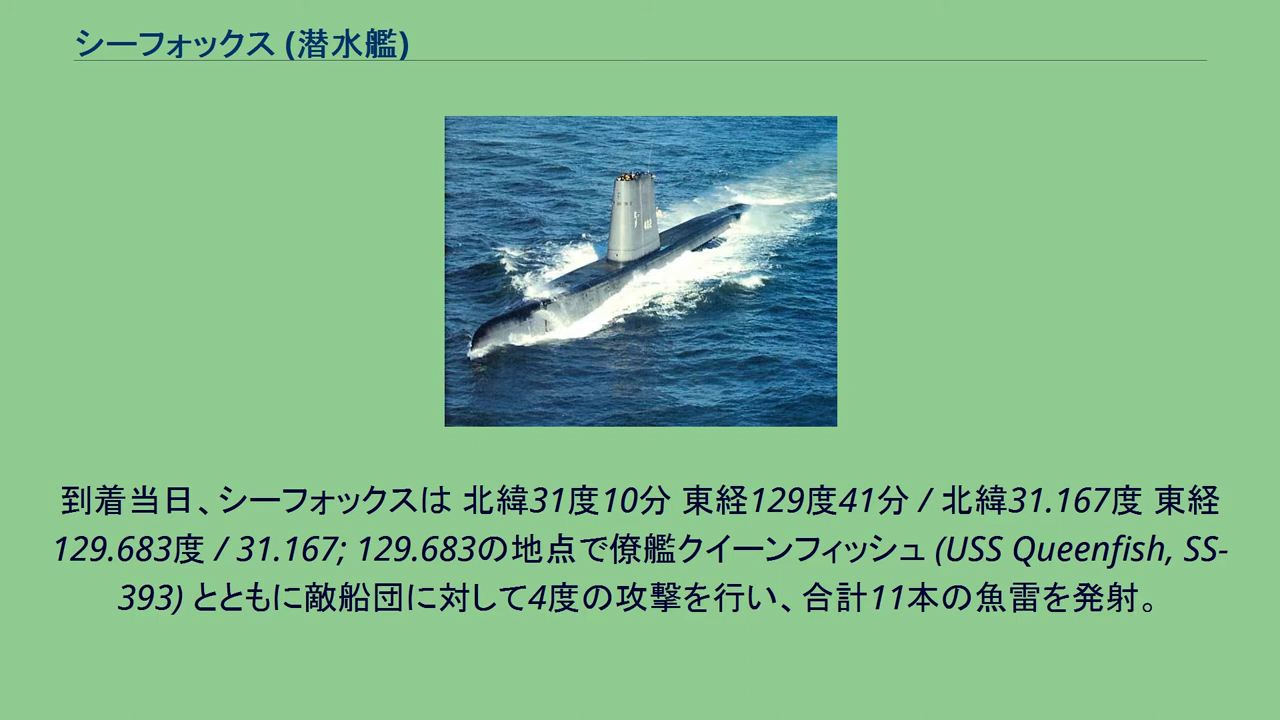 シーフォックス (潜水艦)
到着当日、シーフォックスは 北緯31度10分 東経129度41分 / 北緯31.167度 東経
129.683度 / 31.167; 129.683の地点で僚艦クイーンフィッシュ (USS Queenfish, SS-
393) とともに敵船団に対して4度の攻撃を行い、合計11本の魚雷を発射。